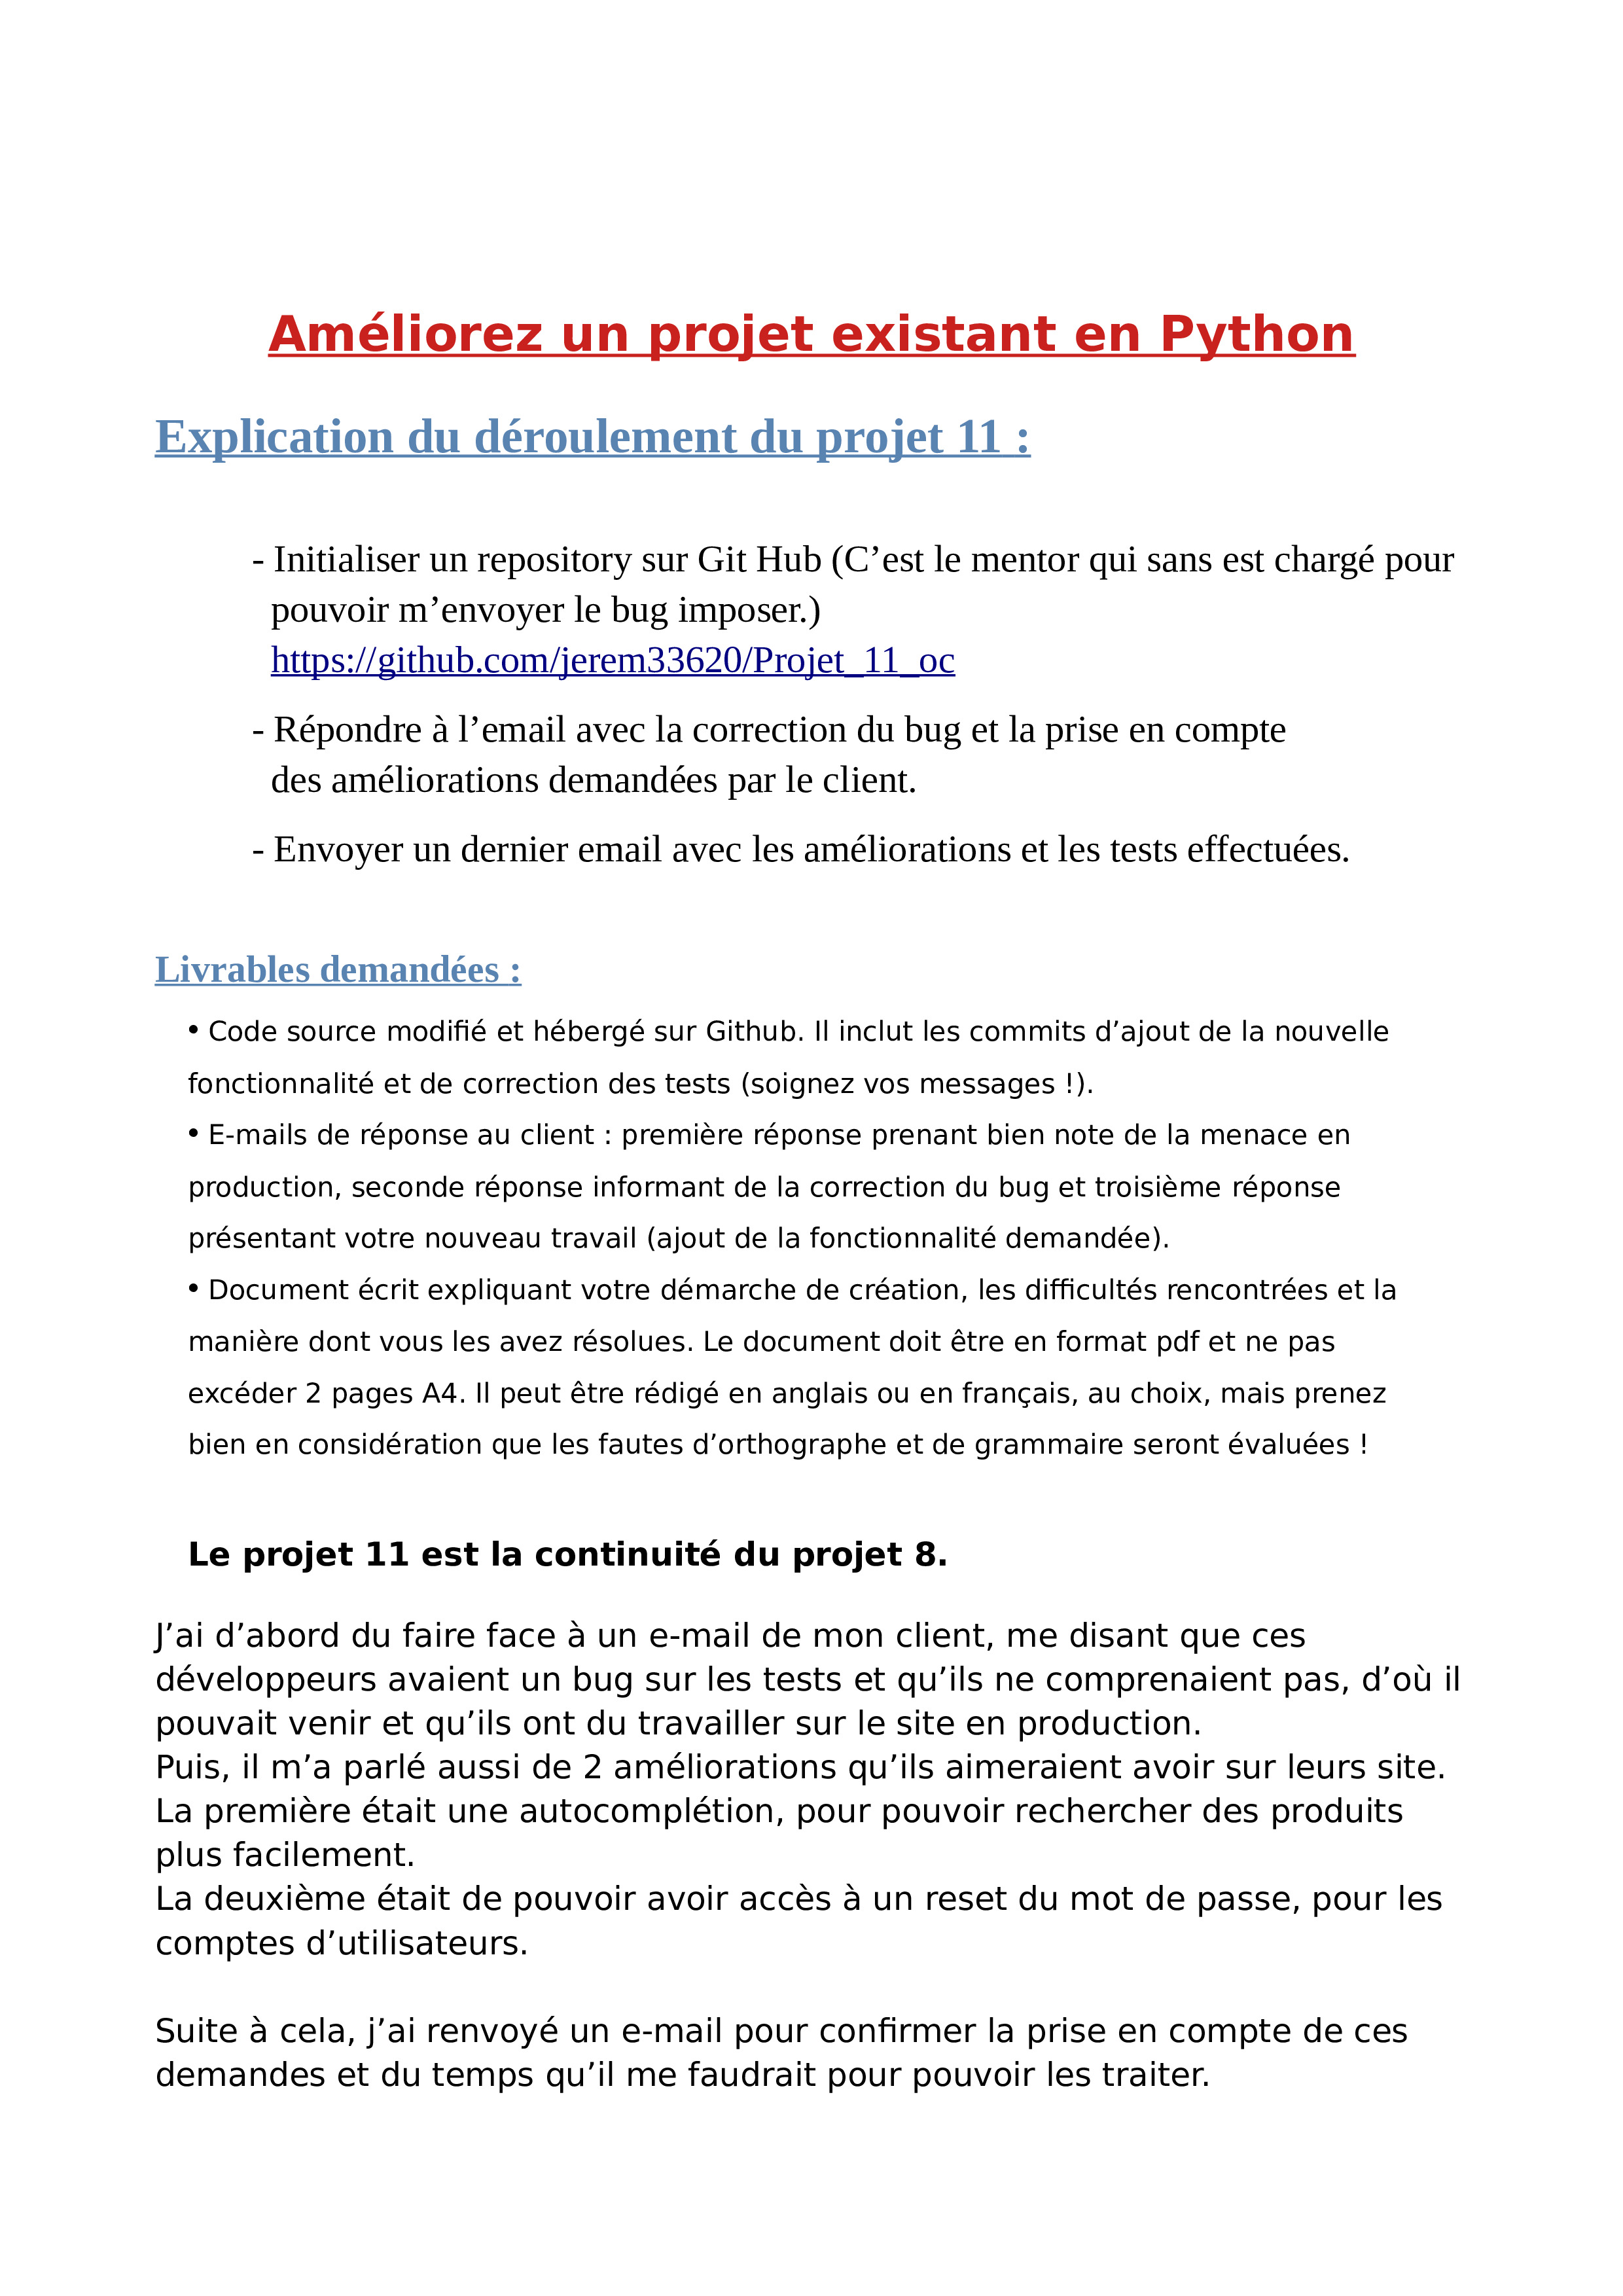 Améliorez un projet existant en Python
Explication du déroulement du projet 11 :
- Initialiser un repository sur Git Hub (C’est le mentor qui sans est chargé pour
pouvoir m’envoyer le bug imposer.)
https://github.com/jerem33620/Projet_11_oc
- Répondre à l’email avec la correction du bug et la prise en compte
des améliorations demandées par le client.
- Envoyer un dernier email avec les améliorations et les tests effectuées.
Livrables demandées :
• Code source modifié et hébergé sur Github. Il inclut les commits d’ajout de la nouvelle
fonctionnalité et de correction des tests (soignez vos messages !).
• E-mails de réponse au client : première réponse prenant bien note de la menace en
production, seconde réponse informant de la correction du bug et troisième réponse
présentant votre nouveau travail (ajout de la fonctionnalité demandée).
• Document écrit expliquant votre démarche de création, les difficultés rencontrées et la
manière dont vous les avez résolues. Le document doit être en format pdf et ne pas
excéder 2 pages A4. Il peut être rédigé en anglais ou en français, au choix, mais prenez
bien en considération que les fautes d’orthographe et de grammaire seront évaluées !
Le projet 11 est la continuité du projet 8.
J’ai d’abord du faire face à un e-mail de mon client, me disant que ces
développeurs avaient un bug sur les tests et qu’ils ne comprenaient pas, d’où il
pouvait venir et qu’ils ont du travailler sur le site en production.
Puis, il m’a parlé aussi de 2 améliorations qu’ils aimeraient avoir sur leurs site.
La première était une autocomplétion, pour pouvoir rechercher des produits
plus facilement.
La deuxième était de pouvoir avoir accès à un reset du mot de passe, pour les
comptes d’utilisateurs.
Suite à cela, j’ai renvoyé un e-mail pour confirmer la prise en compte de ces
demandes et du temps qu’il me faudrait pour pouvoir les traiter.